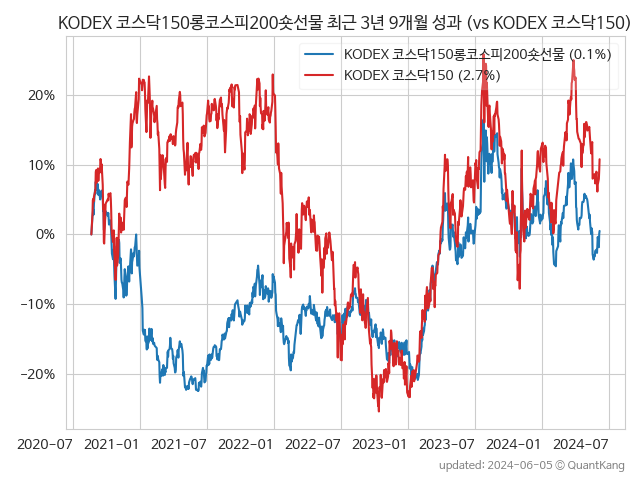 KODEX 코스닥150롱코스피200숏선물 최근 3년 9개월 성과 (vs KODEX 코스닥150)
KODEX 코스닥150롱코스피200숏선물 (0.1%)
KODEX 코스닥150 (2.7%)
20%
10%
0%
−10%
−20%
2020-07 2021-01 2021-07 2022-01 2022-07 2023-01 2023-07 2024-01 2024-07
updated: 2024-06-05 © QuantKang